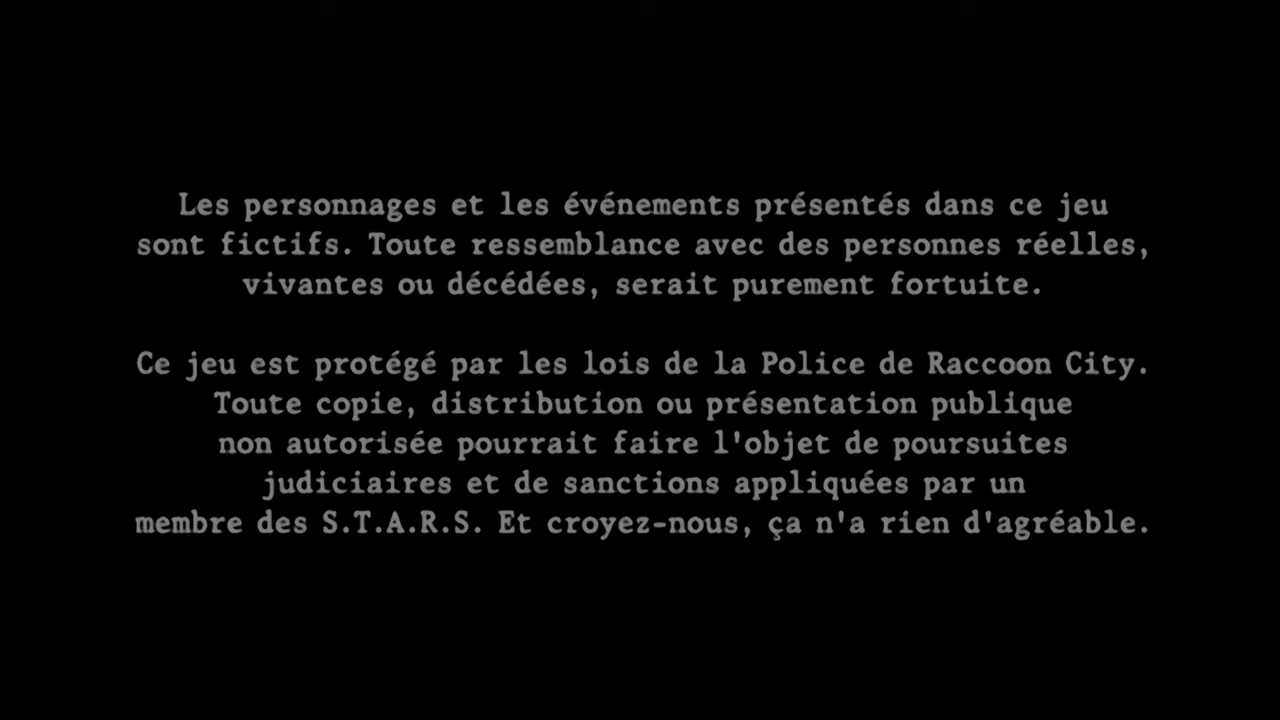 Les personnages et les événements présentés dans ce jeu
sont fictifs. Toute ressemblance avec des personnes réelles,
vivantes ou décédées, serait purement fortuite.
Ce jeu est protégé par les lois de la Police de Raccoon City.
Toute copie, distribution ou présentation publique
non autorisée pourrait faire l'objet de poursuites
judiciaires et de sanctions appliquées par un
membre des S.T.A.R.S. Et croyez-nous, ça n'a rien d'agréable.